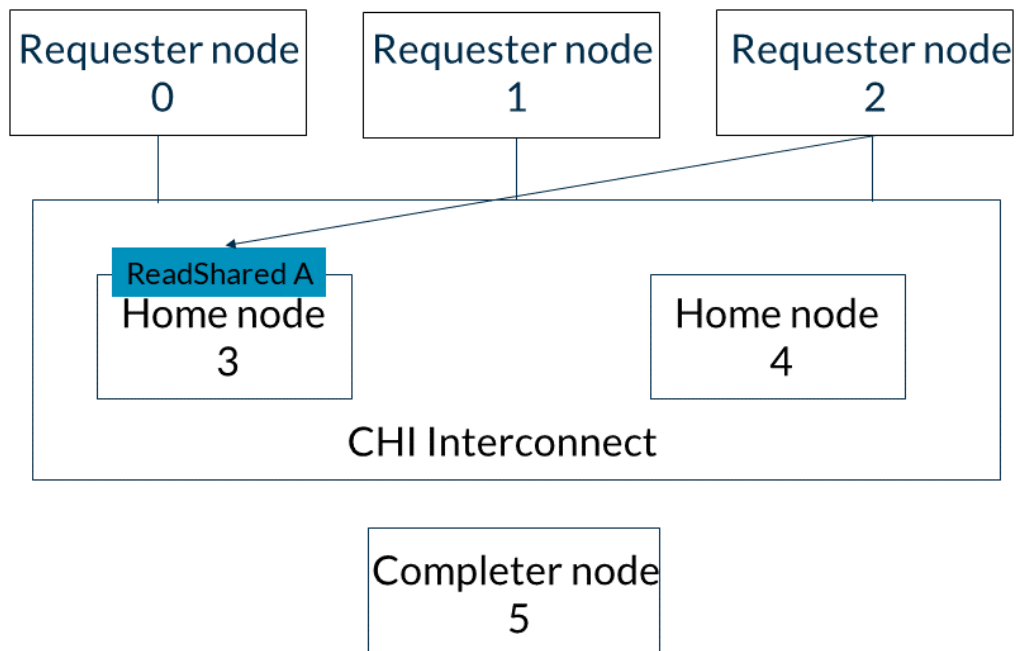 Requester node
0
Requester node
1
Requester node
2
ReadShared A
Home node
3
Home node
4
CHI Interconnect
Completer node
5